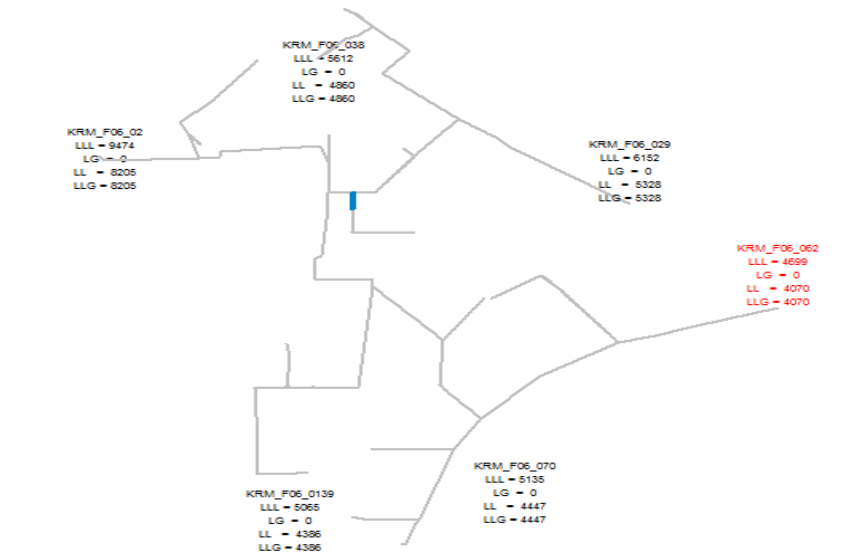 KRM_F06_038
LLL = 5612
LG = 0
LL = 4860
LLG = 4860
KRM_F06_02
LLL = 9474
LG = 0
LL = 8205
LLG = 8205
KRM_F06_029
LLL = 6152
LG = 0
LL = 5328
LLG = 5328
KRM_F06_062
LLL = 4699
LG = 0
LL = 4070
LLG = 4070
KRM_F06_070
LLL = 5135
LG = 0
LL = 4447
LLG = 4447
KRM_F06_0139
LLL = 5065
LG = 0
LL = 4386
LLG = 4386